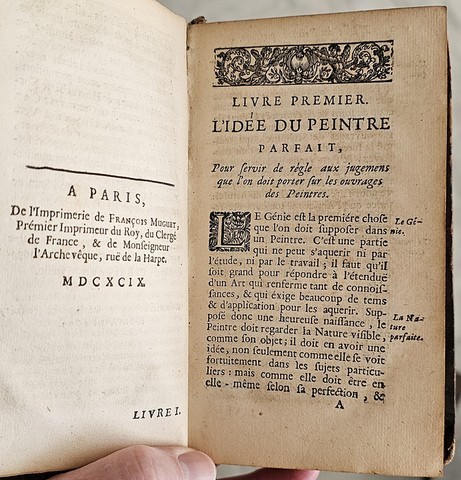 A PARIS,
De l'Imprimerie de FRANÇOIS MUGUET,
Prémier Imprimeur du Roy, du Clergé
de France, & de Monseigneur
l'Archevêque, ruë de la Harpe.
MDCXCIX.
LIVRE I.
LIVRE PREMIER.
L'IDÉE DU PEINTRE
PARFAIT,
Pour servir de régle aux jugemens
que l'on doit porter sur les ouvrages
des Peintres.
LE Génie est la premiére chose
que l'on doit supposer dans
un Peintre. C'est une partie
qui ne peut s'aquerir ni par
l'étude, ni par le travail ; il faut qu'il
soit grand pour répondre à l'étenduë
d'un Art qui renferme tant de connois-
sances, & qui éxige beaucoup de tems
& d'application pour les aquerir. Sup-
posé donc une heureuse naissance, le
Peintre doit regarder la Nature visible,
comme son objet; il doit en avoir une
idée, non seulement comme elle se voit
fortuitement dans les sujets particu-
liers : mais comme elle doit être en
elle-même selon sa perfection, &
A
Le Gé-
nie.
La Na-
ture
parfaite.